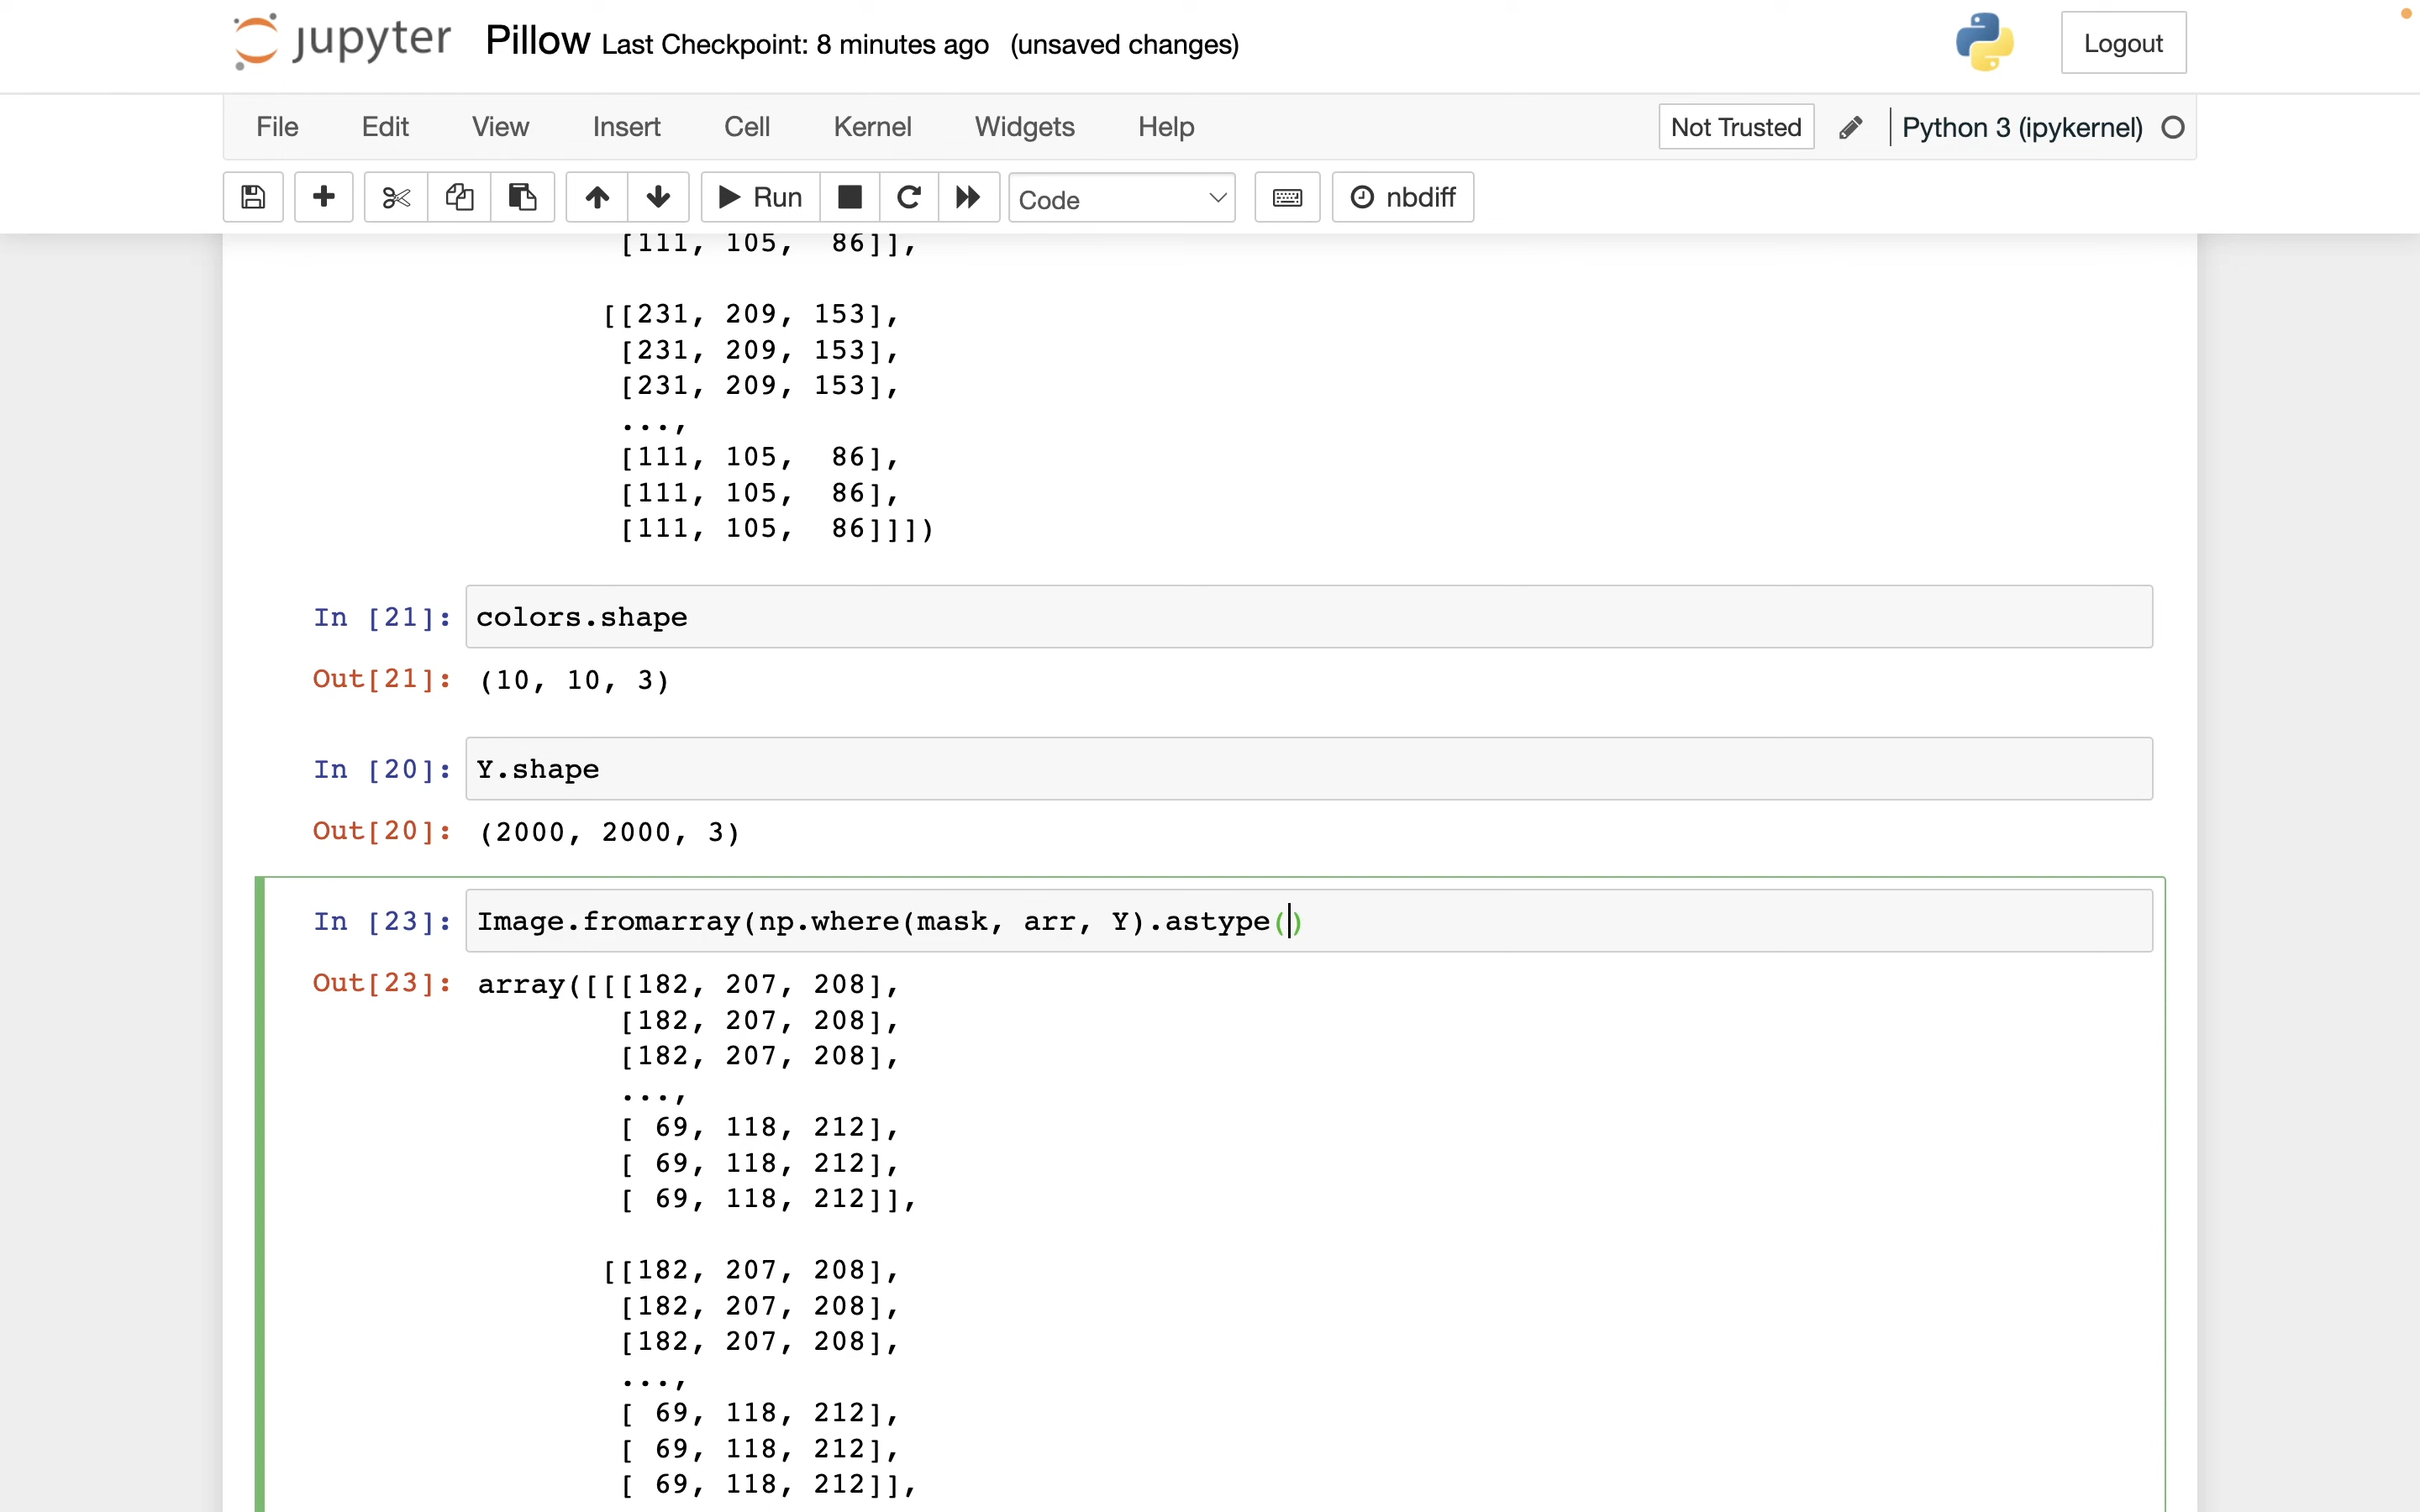 jupyter Pillow Last Checkpoint: 8 minutes ago (unsaved changes) Logout
File Edit View Insert Cell Kernel Widgets Help Not Trusted Python 3 (ipykernel)
Run Code nbdiff
[111, 105,  86]],
[[231, 209, 153],
[231, 209, 153],
[231, 209, 153],
...,
[111, 105,  86],
[111, 105,  86],
[111, 105,  86]]])
In [21]: colors.shape
Out[21]: (10, 10, 3)
In [20]: Y.shape
Out[20]: (2000, 2000, 3)
In [23]: Image.fromarray(np.where(mask, arr, Y).astype()
Out[23]: array([[[182, 207, 208],
[182, 207, 208],
[182, 207, 208],
...,
[ 69, 118, 212],
[ 69, 118, 212],
[ 69, 118, 212]],
[[182, 207, 208],
[182, 207, 208],
[182, 207, 208],
...,
[ 69, 118, 212],
[ 69, 118, 212],
[ 69, 118, 212]],